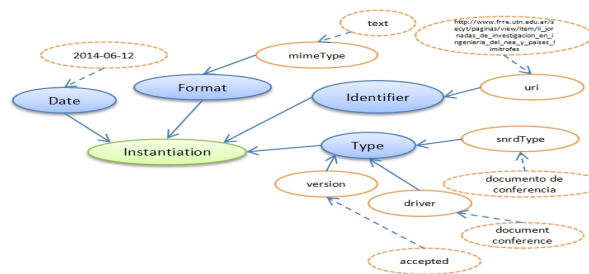 text
http://www.frre.utn.edu.ar/s
ecyt/paginas/view/item/ii_jor
nadas_de_investigacion_en_i
ngenieria_del_nea_y_paises_l
imitrofes
2014-06-12
mimeType
Date
Format
Identifier
uri
Instantiation
Type
snrdType
version
driver
documento de
conferencia
document
conference
accepted